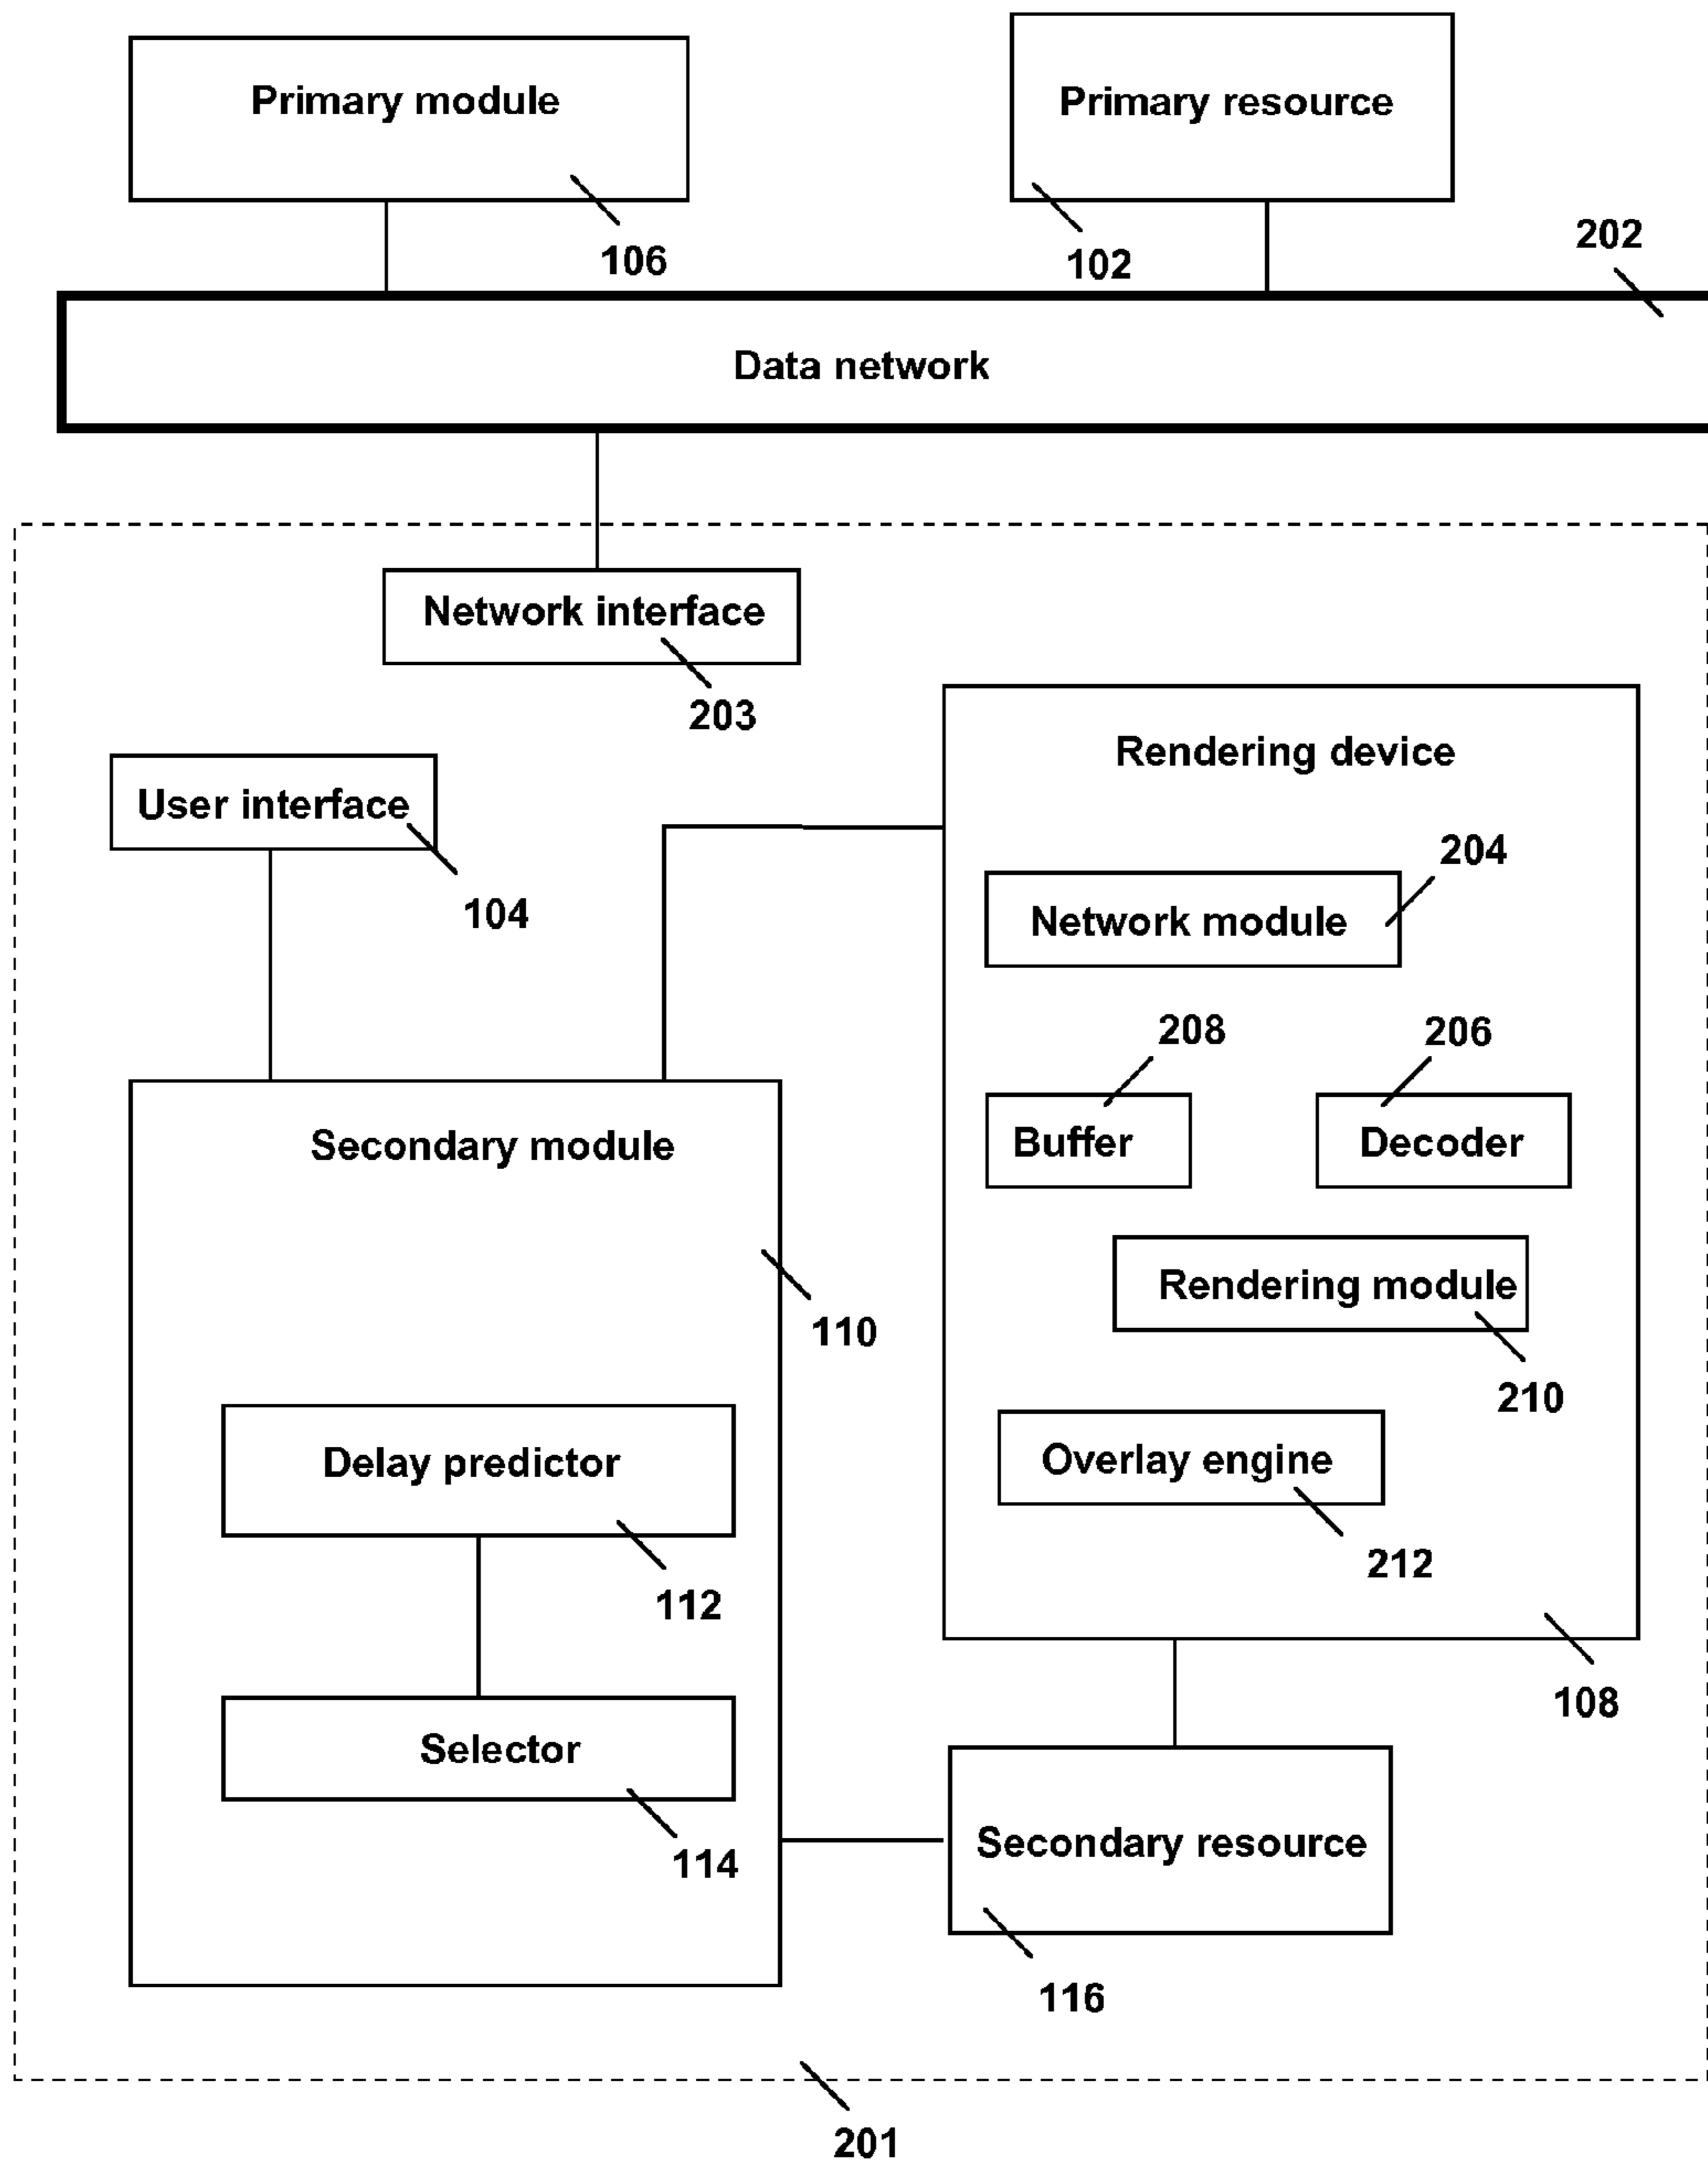 Primary module
Primary resource
106
102
202
Data network
Network interface
203
Rendering device
User interface
104
204
Network module
208
206
Buffer
Decoder
Secondary module
Rendering module
110
210
Delay predictor
Overlay engine
112
212
108
Selector
114
Secondary resource
116
201